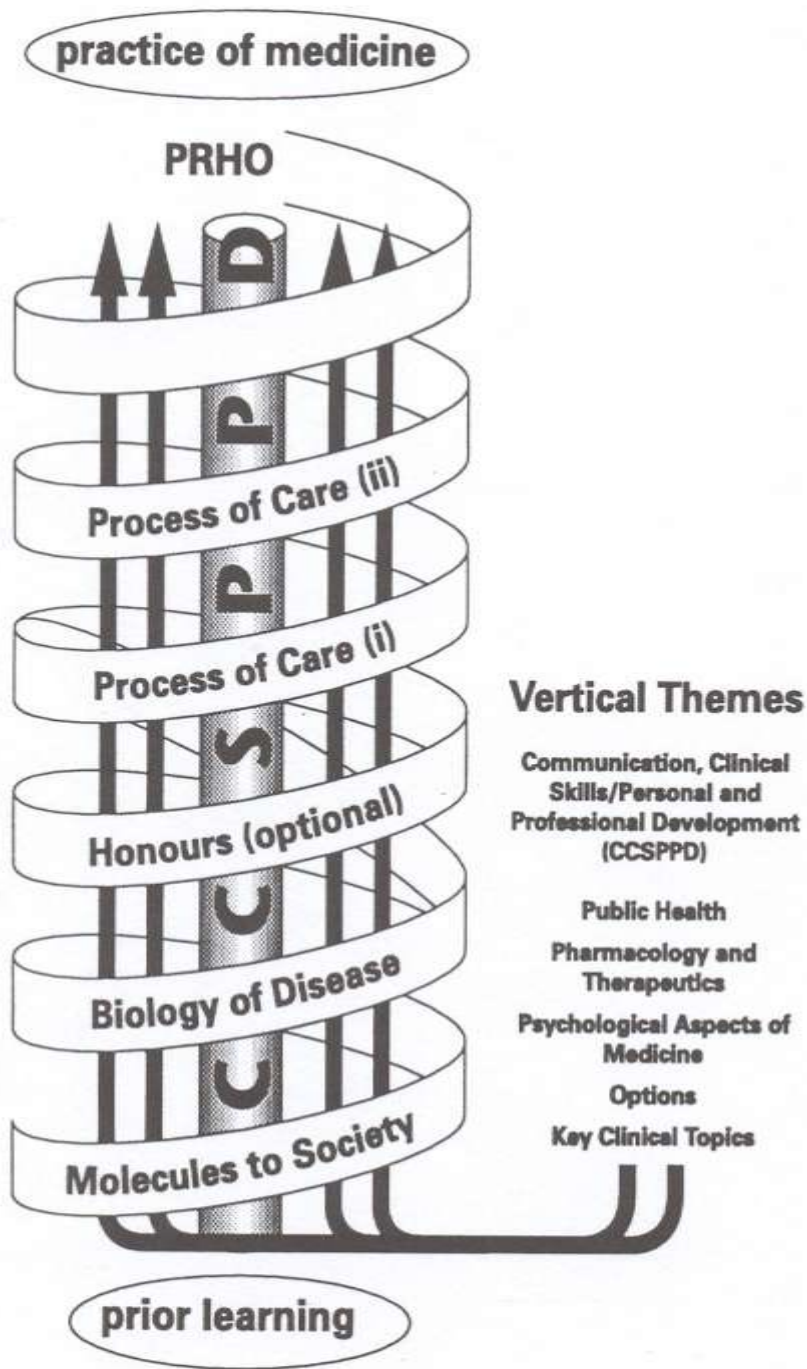 practice of medicine
PRHO
D
P
P
S
C
C
Process of Care (ii)
Process of Care (i)
Honours (optional)
Biology of Disease
Molecules to Society
Vertical Themes
Communication, Clinical
Skills/Personal and
Professional Development
(CCSPPD)
Public Health
Pharmacology and
Therapeutics
Psychological Aspects of
Medicine
Options
Key Clinical Topics
prior learning